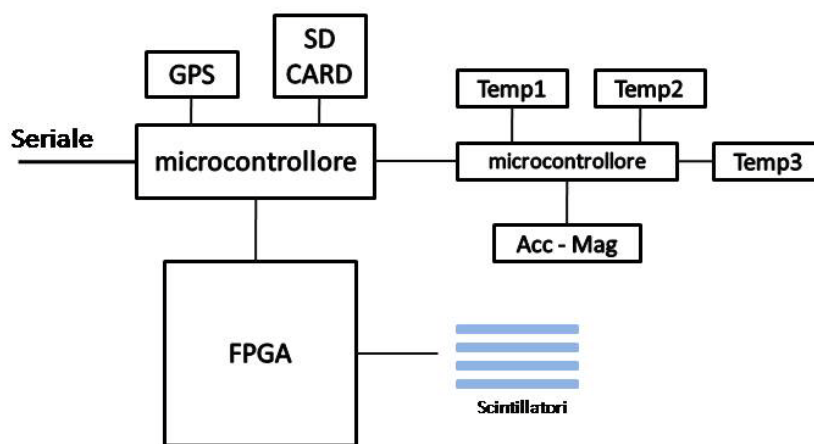 SD
CARD
GPS
Temp1
Temp2
Seriale
microcontrollore
microcontrollore
Temp3
Acc - Mag
FPGA
Scintillatori